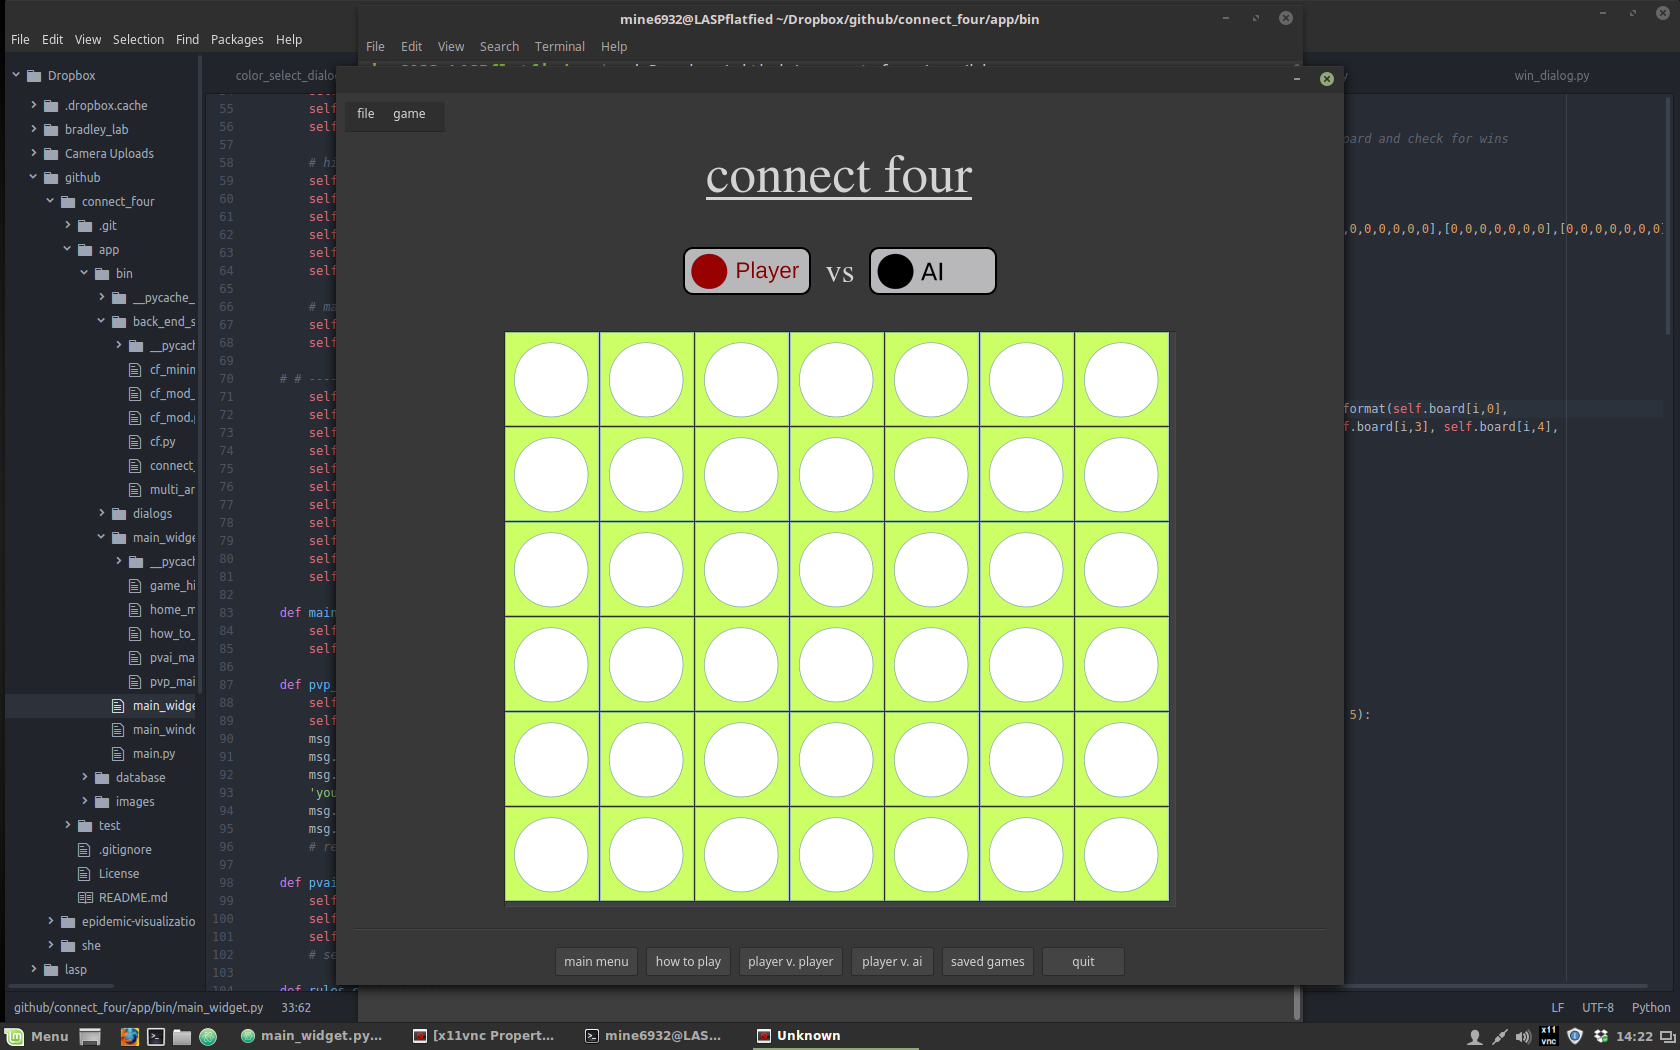 mine6932@LASPflatfied ~/Dropbox/github/connect_four/app/bin
File Edit View Selection Find Packages Help
File Edit View Search Terminal Help
Dropbox
.dropbox.cache
bradley_lab
Camera Uploads
github
connect_four
.git
app
bin
__pycache_
back_end_s
__pycach
cf_minin
cf_mod_
cf_mod.
cf.py
connect_
multi_ar
dialogs
main_widge
__pycach
game_hi
home_m
how_to_
pvai_ma
pvp_mai
main_widge
main_windo
main.py
database
images
test
.gitignore
License
README.md
epidemic-visualizatio
she
lasp
color_select_dialo
win_dialog.py
55 self
56 self
57
58 # hi
59 self
60 self
61 self
62 self
63 self
64 self
65
66 # ma
67 self
68 self
69
70 # # ----
71 self
72 self
73 self
74 self
75 self
76 self
77 self
78 self
79 self
80 self
81 self
82
83 def main
84 self
85 self
86
87 def pvp_
88 self
89 self
90 msg
91 msg.
92 msg.
93 'you
94 msg.
95 msg.
96 # re
97
98 def pvai
99 self
100 self
101 self
102 # se
103
104 def rules
file game
connect four
Player vs AI
main menu how to play player v. player player v. ai saved games quit
oard and check for wins
,0,0,0,0,0,0],[0,0,0,0,0,0,0],[0,0,0,0,0,0,0]
format(self.board[i,0],
f.board[i,3], self.board[i,4],
5):
github/connect_four/app/bin/main_widget.py 33:62
LF UTF-8 Python
Menu main_widget.py... [x11vnc Propert... mine6932@LAS... Unknown x11 vnc 14:22